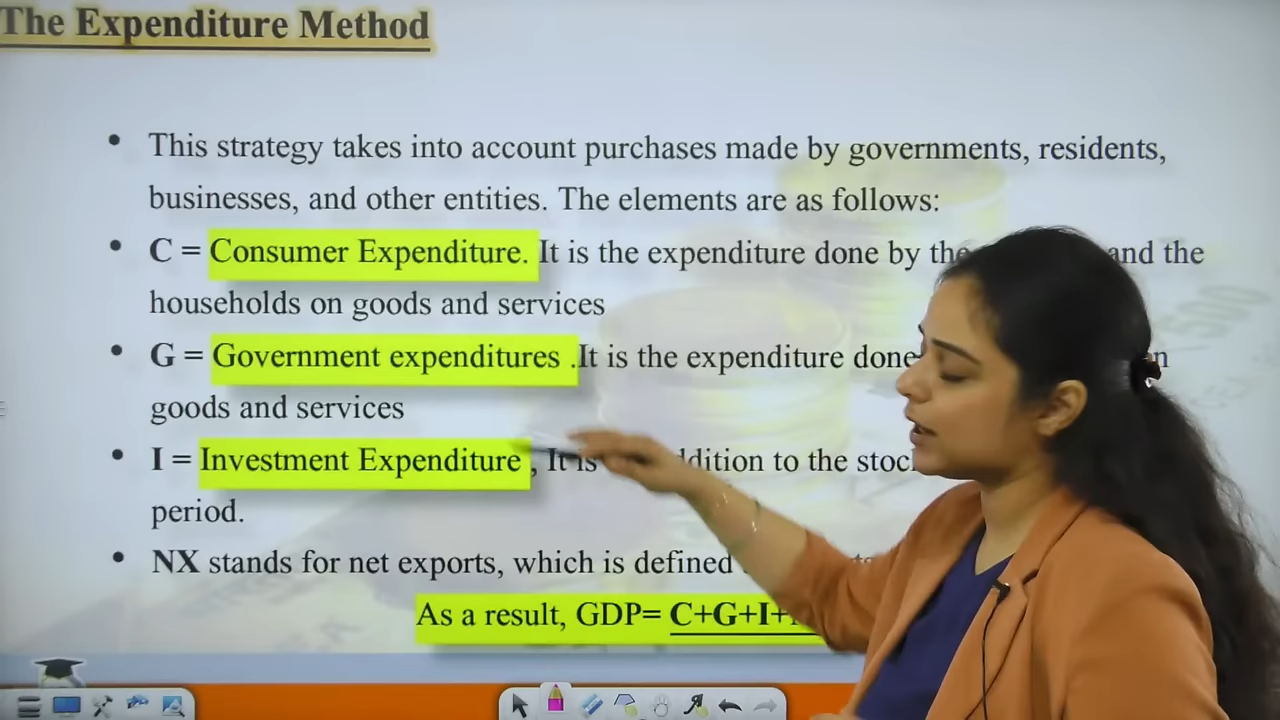 The Expenditure Method
• This strategy takes into account purchases made by governments, residents,
businesses, and other entities. The elements are as follows:
• C = Consumer Expenditure. It is the expenditure done by the and the
households on goods and services
• G = Government expenditures .It is the expenditure done
goods and services
• I = Investment Expenditure , It is to the
period.
• NX stands for net exports, which is defined
As a result, GDP= C+G+I+